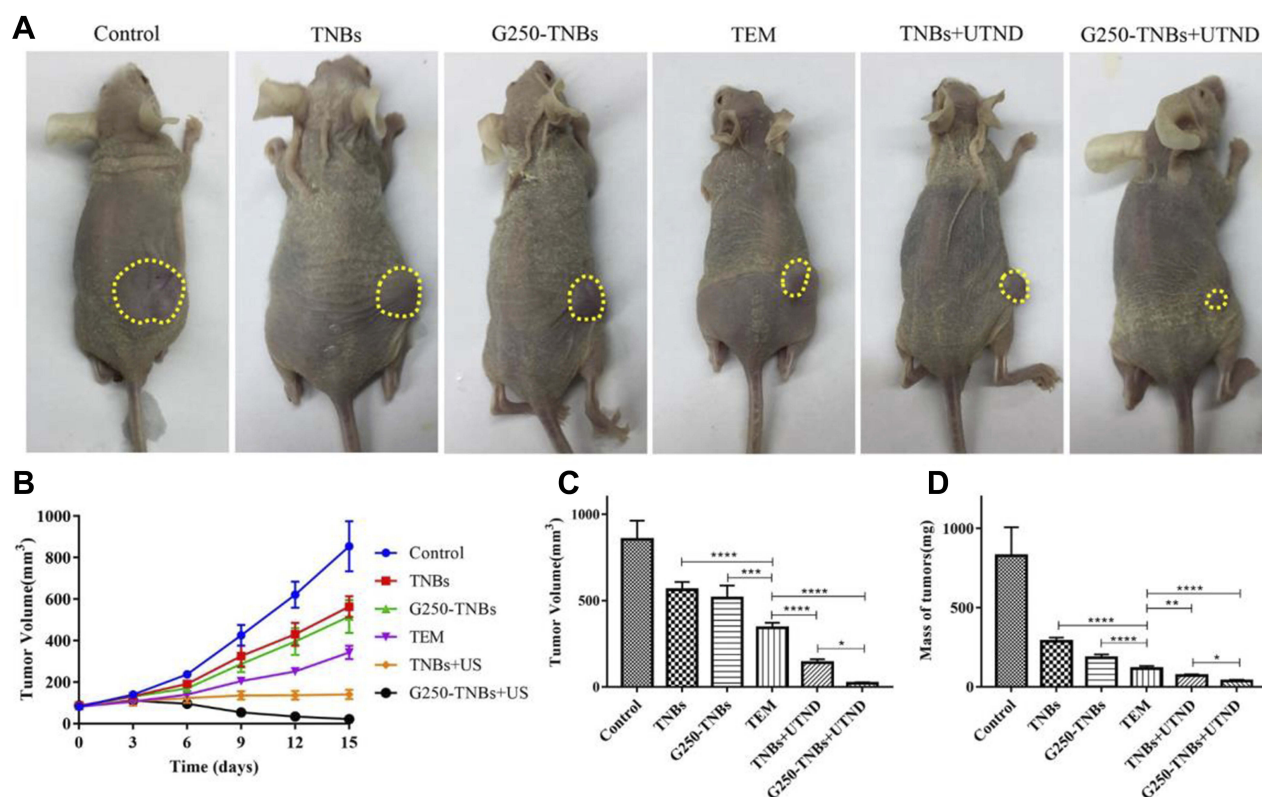 A
Control
TNBs
G250-TNBs
TEM
TNBs+UTND
G250-TNBs+UTND
B
Tumor Volume(mm3)
1000
800
600
400
200
0
0 3 6 9 12 15
Time (days)
Control
TNBs
G250-TNBs
TEM
TNBs+US
G250-TNBs+US
C
Tumor Volume(mm3)
1000
500
0
****
***
****
****
*
Control
TNBs
G250-TNBs
TEM
TNBs+UTND
G250-TNBs+UTND
D
Mass of tumors(mg)
1000
500
0
****
**
****
****
*
Control
TNBs
G250-TNBs
TEM
TNBs+UTND
G250-TNBs+UTND